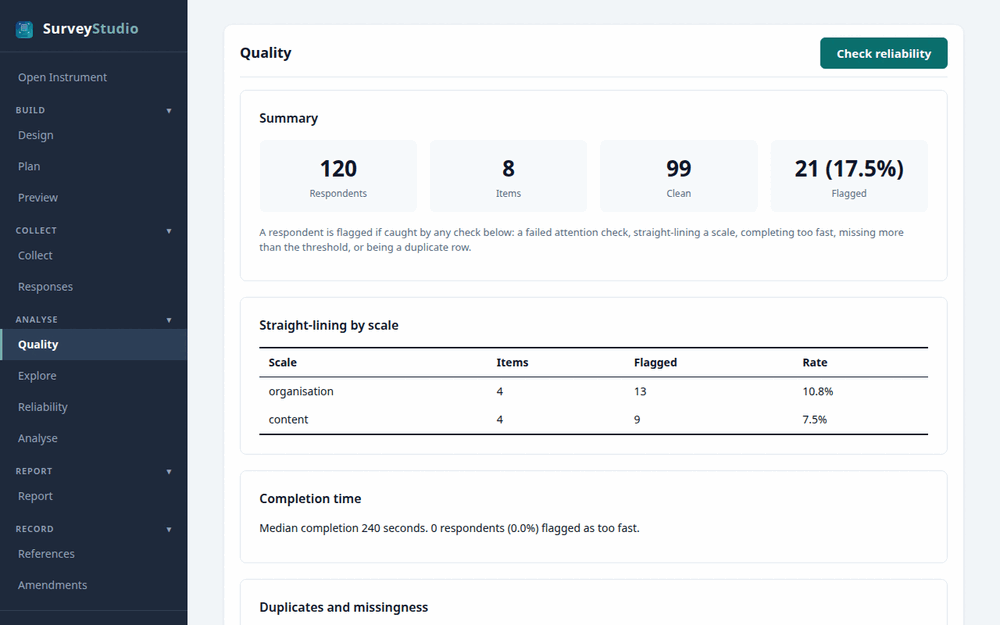 SurveyStudio
Open Instrument
BUILD ▾
Design
Plan
Preview
COLLECT ▾
Collect
Responses
ANALYSE ▾
Quality
Explore
Reliability
Analyse
REPORT ▾
Report
RECORD ▾
References
Amendments
Quality
Check reliability
Summary
120
Respondents
8
Items
99
Clean
21 (17.5%)
Flagged
A respondent is flagged if caught by any check below: a failed attention check, straight-lining a scale, completing too fast, missing more
than the threshold, or being a duplicate row.
Straight-lining by scale
Scale Items Flagged Rate
organisation 4 13 10.8%
content 4 9 7.5%
Completion time
Median completion 240 seconds. 0 respondents (0.0%) flagged as too fast.
Duplicates and missingness